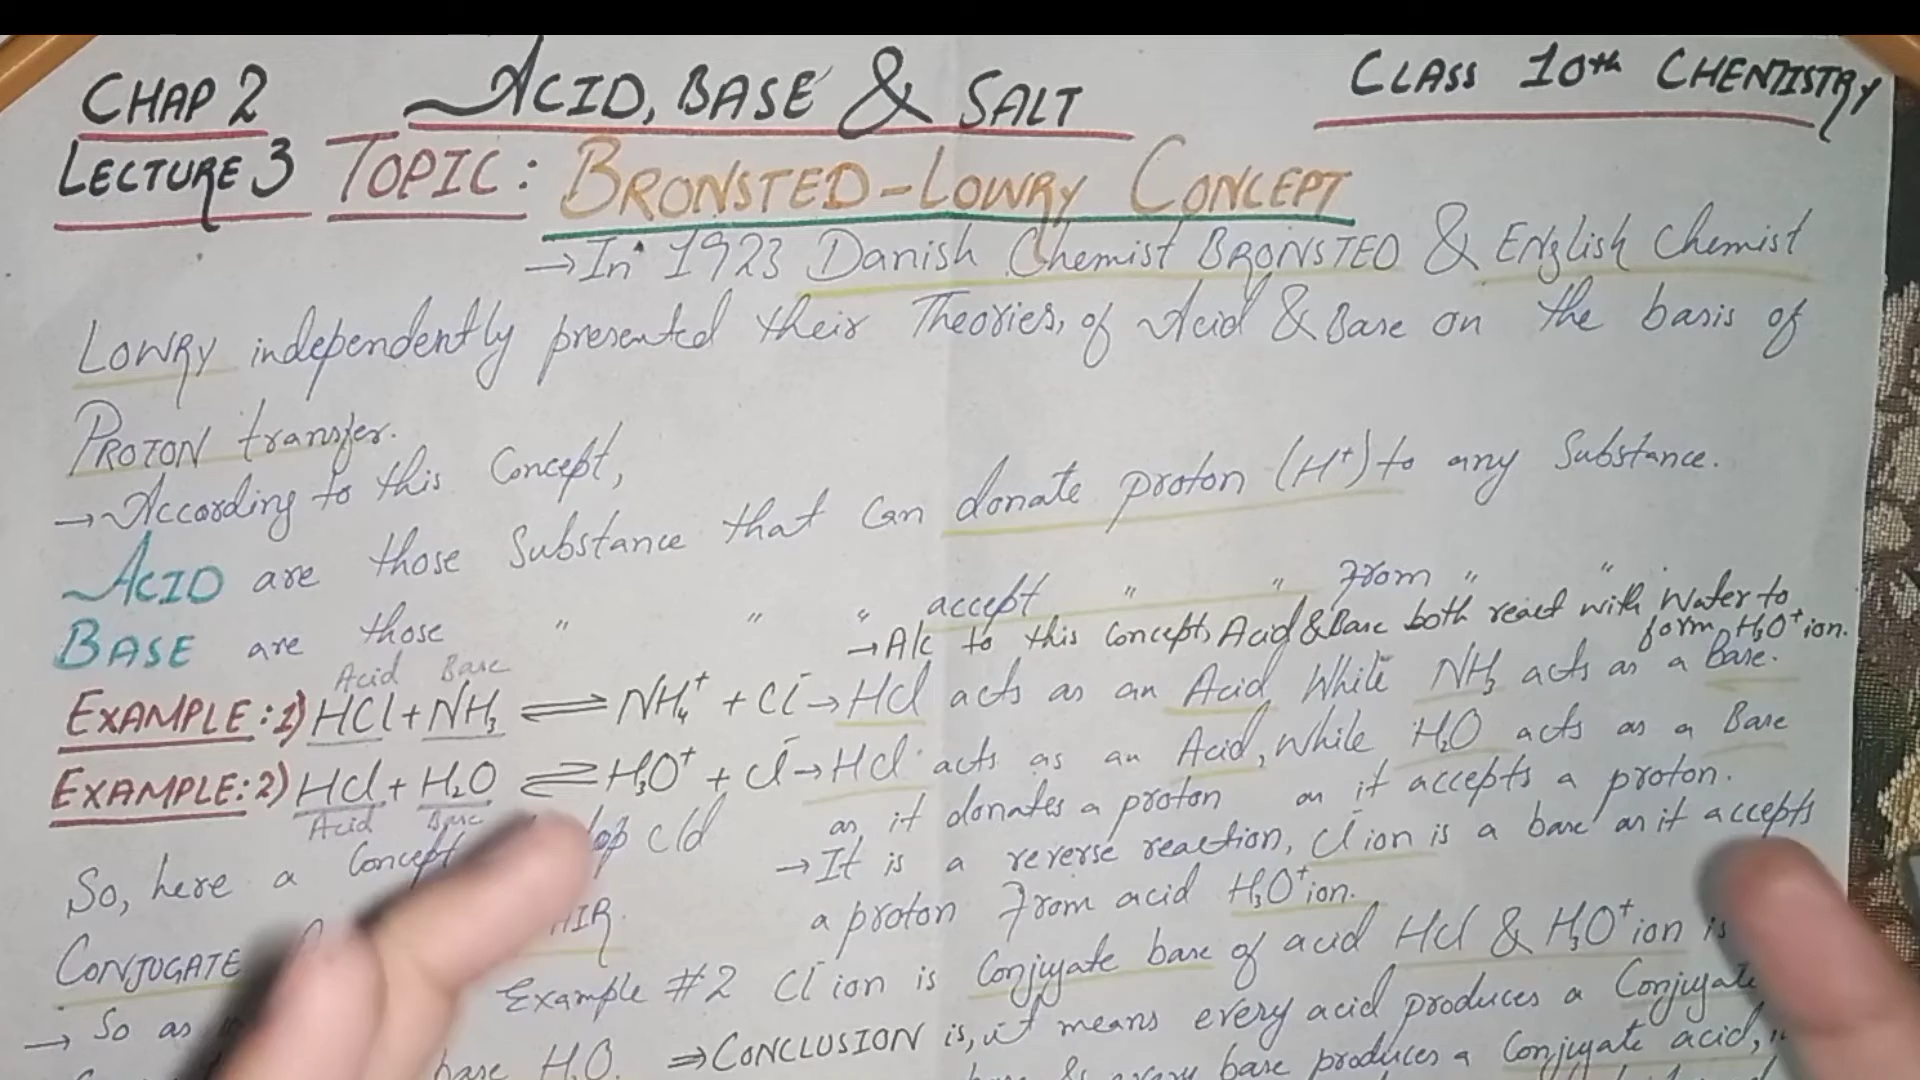 CHAP 2 ACID, BASE & SALT CLASS 10th CHEMISTRY
LECTURE 3 TOPIC: BRONSTED-LOWRY CONCEPT
→ In 1923 Danish Chemist BRONSTED & English Chemist
LOWRY independently presented their Theories, of Acid & Base on the basis of
PROTON transfer.
→ According to this Concept,
ACID are those Substance that can donate proton (H⁺) to any Substance.
BASE are those " " " accept " " From " "
→ A/c to this Concept, Acid & Base both react with Water to
form H₃O⁺ ion.
Acid Base
EXAMPLE: 1) HCl + NH₃ ⇌ NH₄⁺ + Cl⁻ → HCl acts as an Acid While NH₃ acts as a Base.
EXAMPLE: 2) HCl + H₂O ⇌ H₃O⁺ + Cl⁻ → HCl acts as an Acid, while H₂O acts as a Base
Acid Base
as, it donates a proton as it accepts a proton.
So, here a Concept c/d
→ It is a reverse reaction, Cl⁻ ion is a base as it accepts
a proton From acid H₃O⁺ ion.
CONJUGATE
Example #2 Cl⁻ ion is Conjugate base of acid HCl & H₃O⁺ ion is
→ So as
base H₂O. ⇒ CONCLUSION is, it means every acid produces a Conjugate
base & every base produces a Conjugate acid,